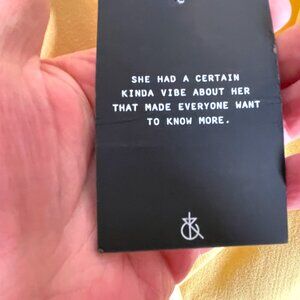 SHE HAD A CERTAIN
KINDA VIBE ABOUT HER
THAT MADE EVERYONE WANT
TO KNOW MORE.